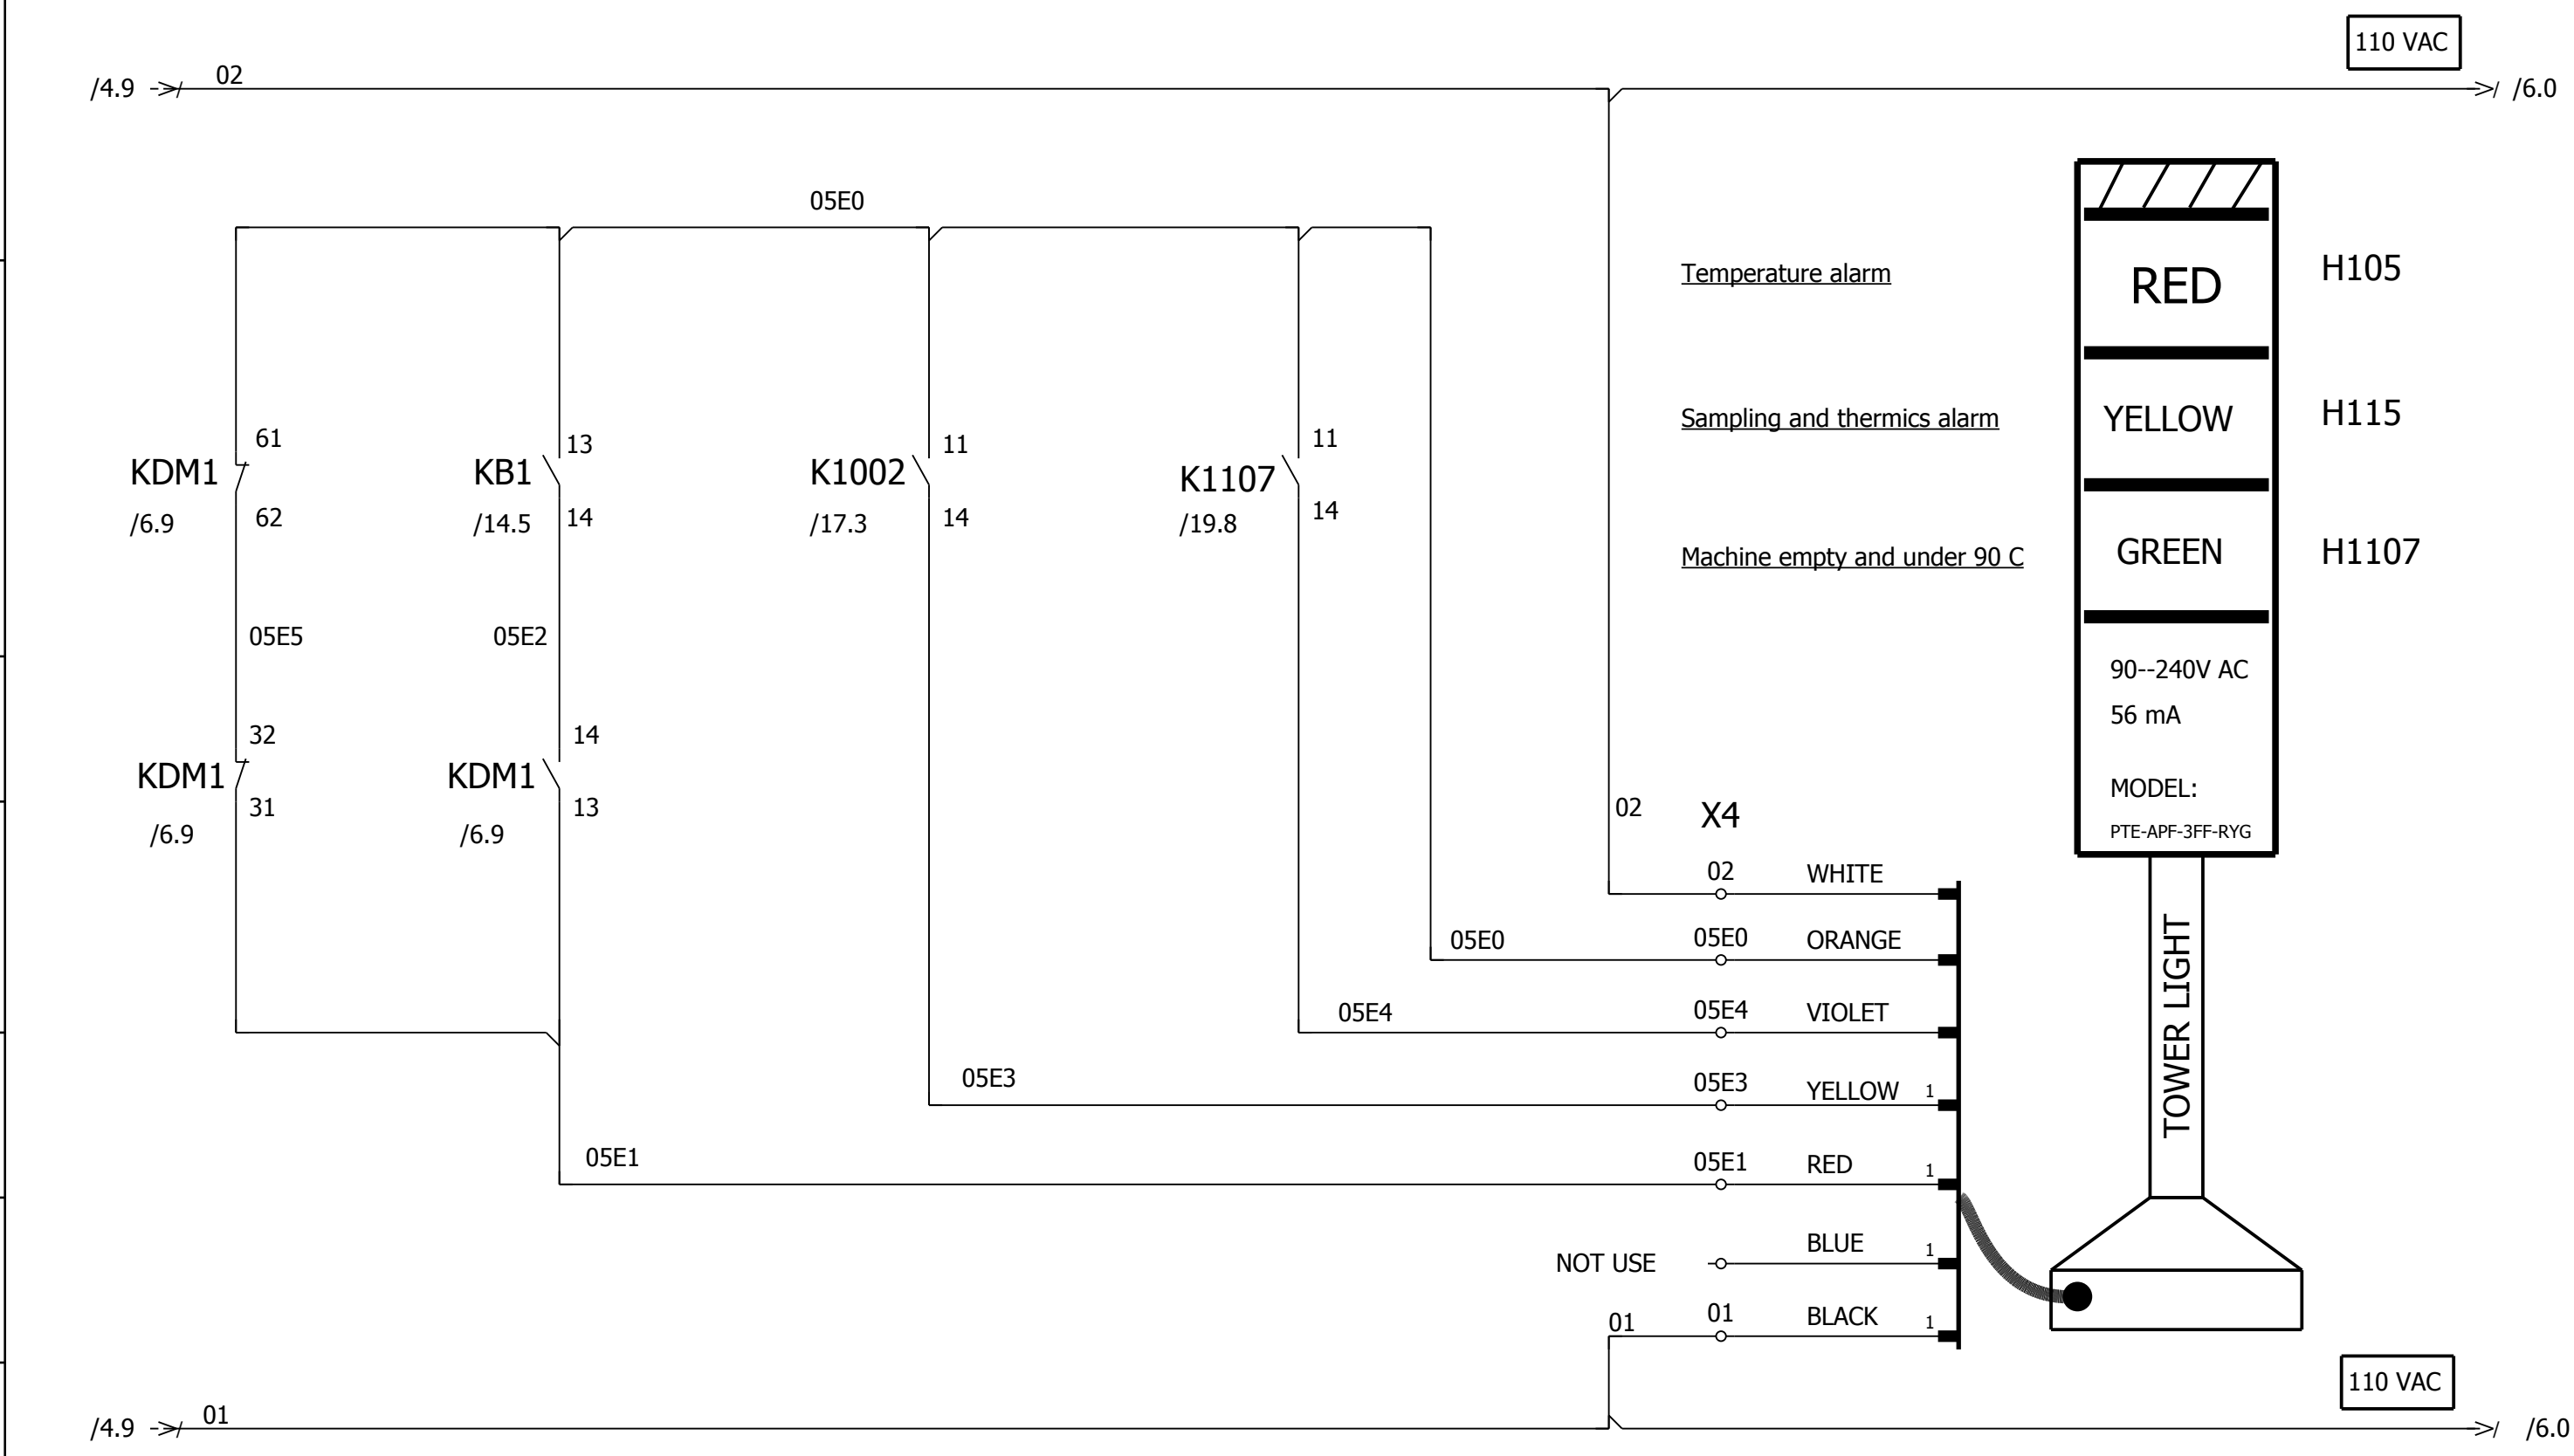 110 VAC
/4.9
02
/6.0
05E0
Temperature alarm
RED
H105
Sampling and thermics alarm
YELLOW
H115
Machine empty and under 90 C
GREEN
H1107
61
KDM1
/6.9
62
13
KB1
/14.5
14
11
K1002
/17.3
14
11
K1107
/19.8
14
05E5
05E2
90--240V AC
56 mA
MODEL:
PTE-APF-3FF-RYG
32
KDM1
31
/6.9
14
KDM1
13
/6.9
02
X4
02
WHITE
05E0
05E0
ORANGE
05E4
05E4
VIOLET
05E3
05E3
YELLOW
1
05E1
05E1
RED
1
NOT USE
BLUE
1
01
01
BLACK
1
TOWER LIGHT
110 VAC
/4.9
01
/6.0